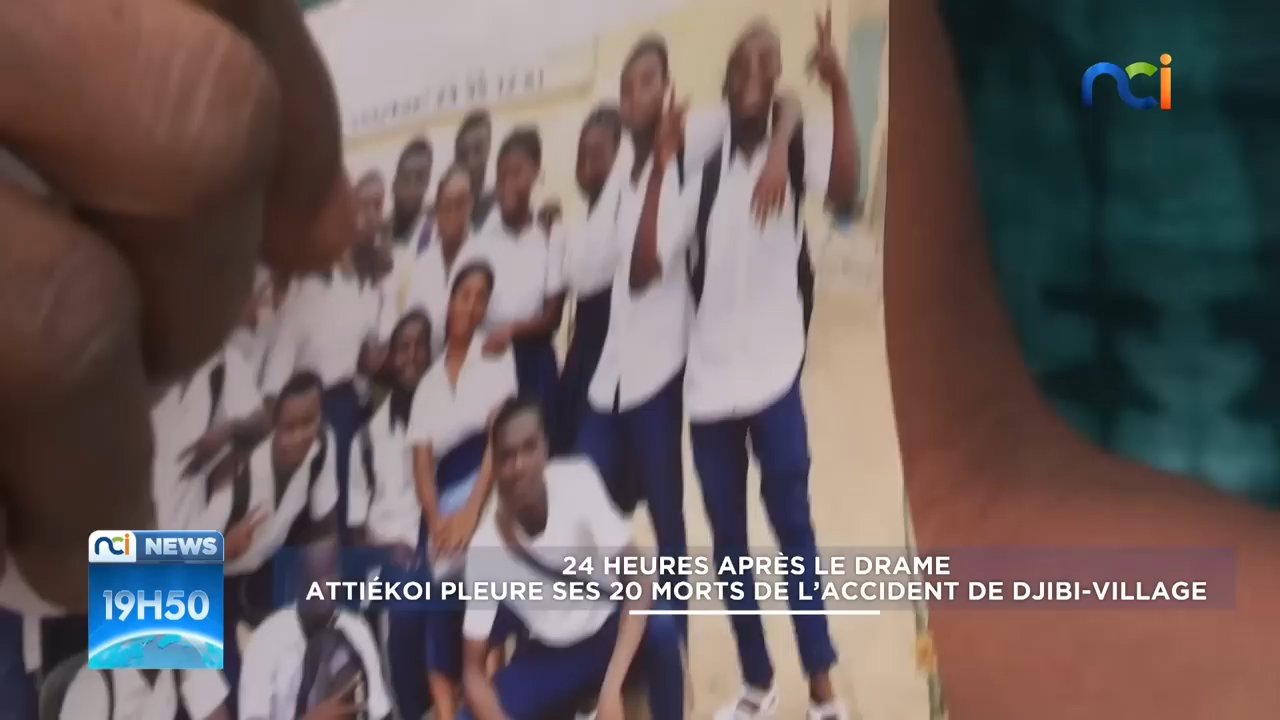 nci
nci NEWS
19H50
24 HEURES APRÈS LE DRAME
ATTIÉKOI PLEURE SES 20 MORTS DE L'ACCIDENT DE DJIBI-VILLAGE